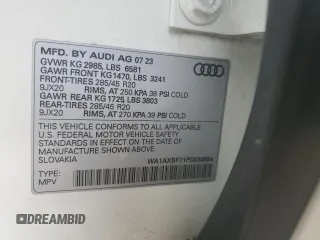 MFD. BY AUDI AG 07 23
GVWR KG 2985, LBS 6581
GAWR FRONT KG1470, LBS 3241
FRONT-TIRES: 285/45 R20
9JX20 RIMS, AT 250 KPA 36 PSI COLD
GAWR REAR KG1725, LBS 3803
REAR-TIRES: 285/45 R20
9JX20 RIMS, AT 270 KPA 39 PSI COLD
THIS VEHICLE CONFORMS TO ALL APPLICABLE
U.S. FEDERAL MOTOR VEHICLE SAFETY
STANDARDS IN EFFECT ON THE DATE OF
MANUFACTURE SHOWN ABOVE
SLOVAKIA
TYPE:
MPV
DREAMBID
DREAMBID